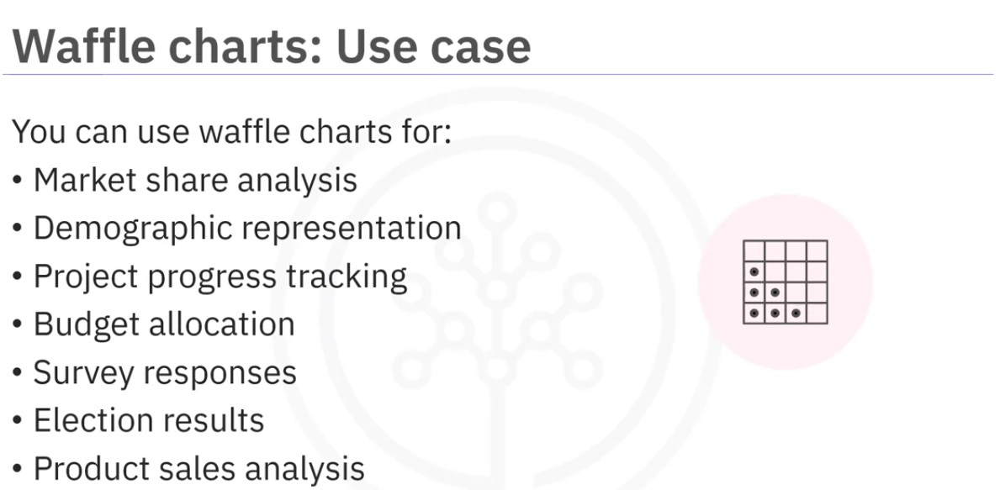 Waffle charts: Use case
You can use waffle charts for:
• Market share analysis
• Demographic representation
• Project progress tracking
• Budget allocation
• Survey responses
• Election results
• Product sales analysis